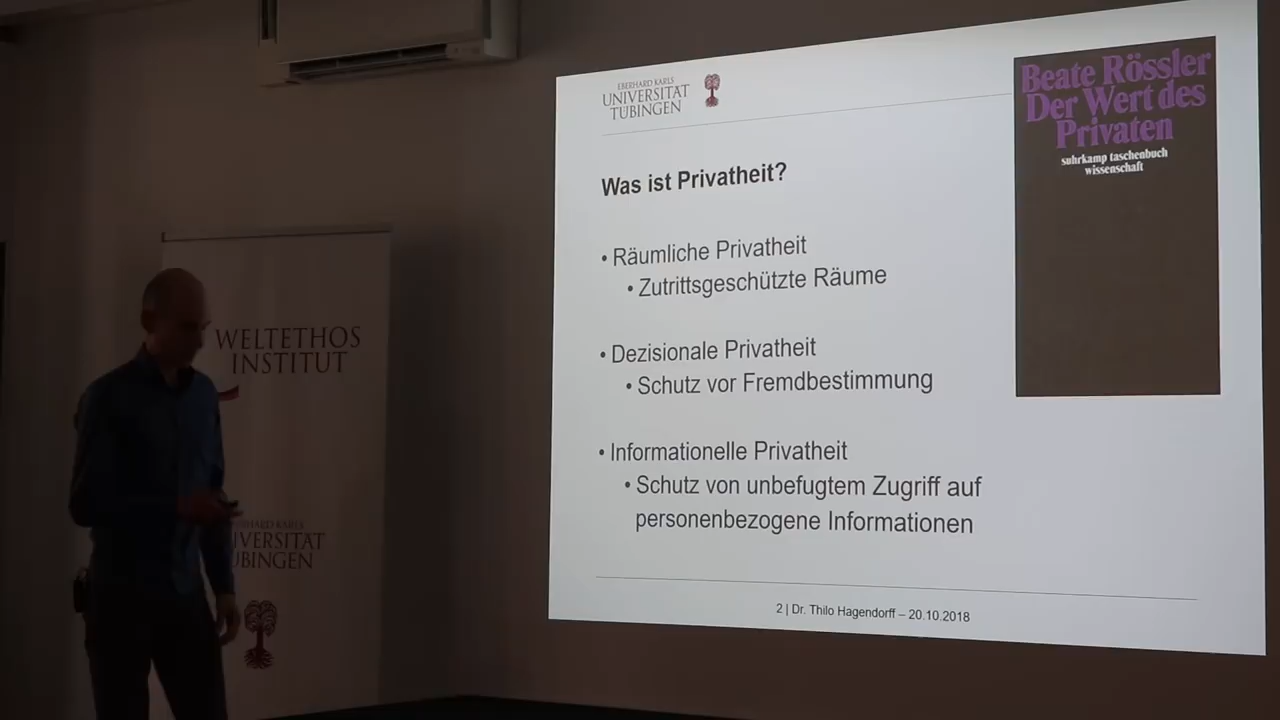 EBERHARD KARLS
UNIVERSITÄT
TÜBINGEN
Beate Rössler
Der Wert des
Privaten
suhrkamp taschenbuch
wissenschaft
Was ist Privatheit?
• Räumliche Privatheit
• Zutrittsgeschützte Räume
• Dezisionale Privatheit
• Schutz vor Fremdbestimmung
• Informationelle Privatheit
• Schutz von unbefugtem Zugriff auf
personenbezogene Informationen
2 | Dr. Thilo Hagendorff – 20.10.2018
WELTETHOS
INSTITUT
EBERHARD KARLS
UNIVERSITÄT
TÜBINGEN